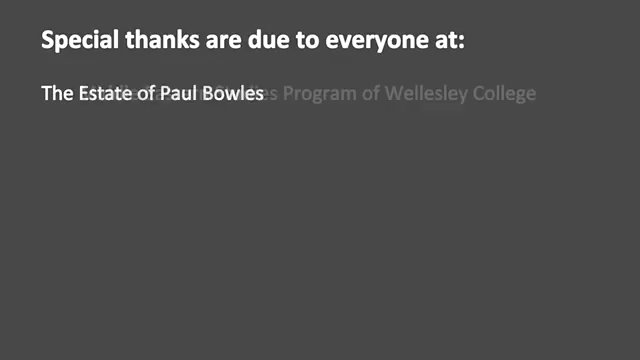 Special thanks are due to everyone at:
The Estate of Paul Bowles
Program of Wellesley College